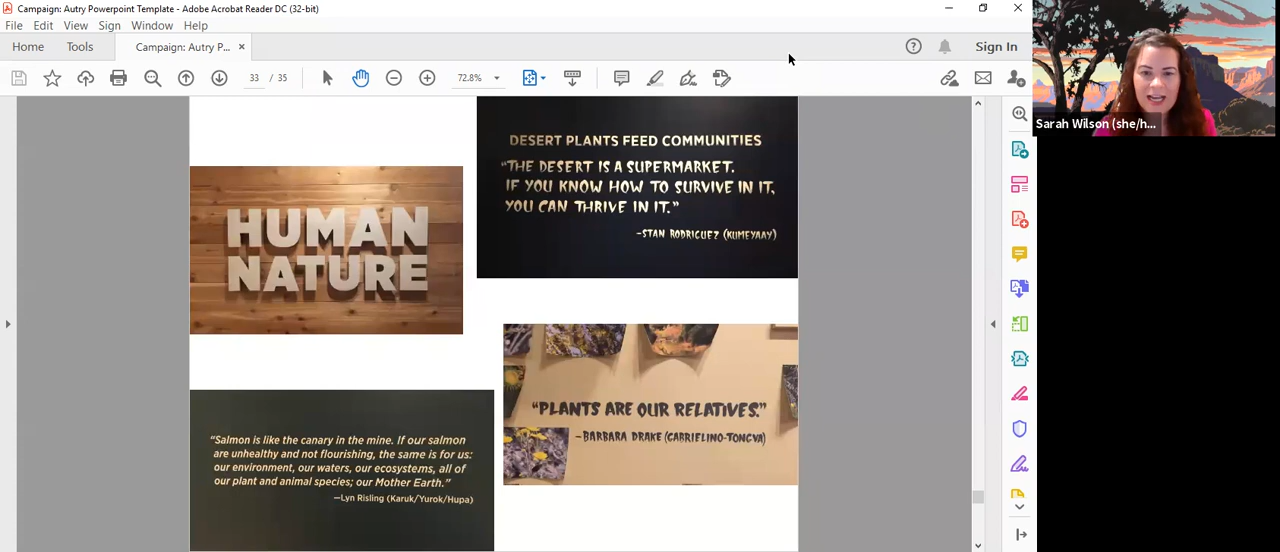 Campaign: Autry Powerpoint Template - Adobe Acrobat Reader DC (32-bit)
File Edit View Sign Window Help
Home Tools Campaign: Autry P... ×
Sign In
33 / 35
72.8%
Sarah Wilson (she/h...
HUMAN
NATURE
DESERT PLANTS FEED COMMUNITIES
“THE DESERT IS A SUPERMARKET.
IF YOU KNOW HOW TO SURVIVE IN IT,
YOU CAN THRIVE IN IT.”
-STAN RODRIGUEZ (KUMEYAAY)
“Salmon is like the canary in the mine. If our salmon
are unhealthy and not flourishing, the same is for us:
our environment, our waters, our ecosystems, all of
our plant and animal species; our Mother Earth.”
—Lyn Risling (Karuk/Yurok/Hupa)
“PLANTS ARE OUR RELATIVES.”
-BARBARA DRAKE (GABRIELINO-TONGVA)